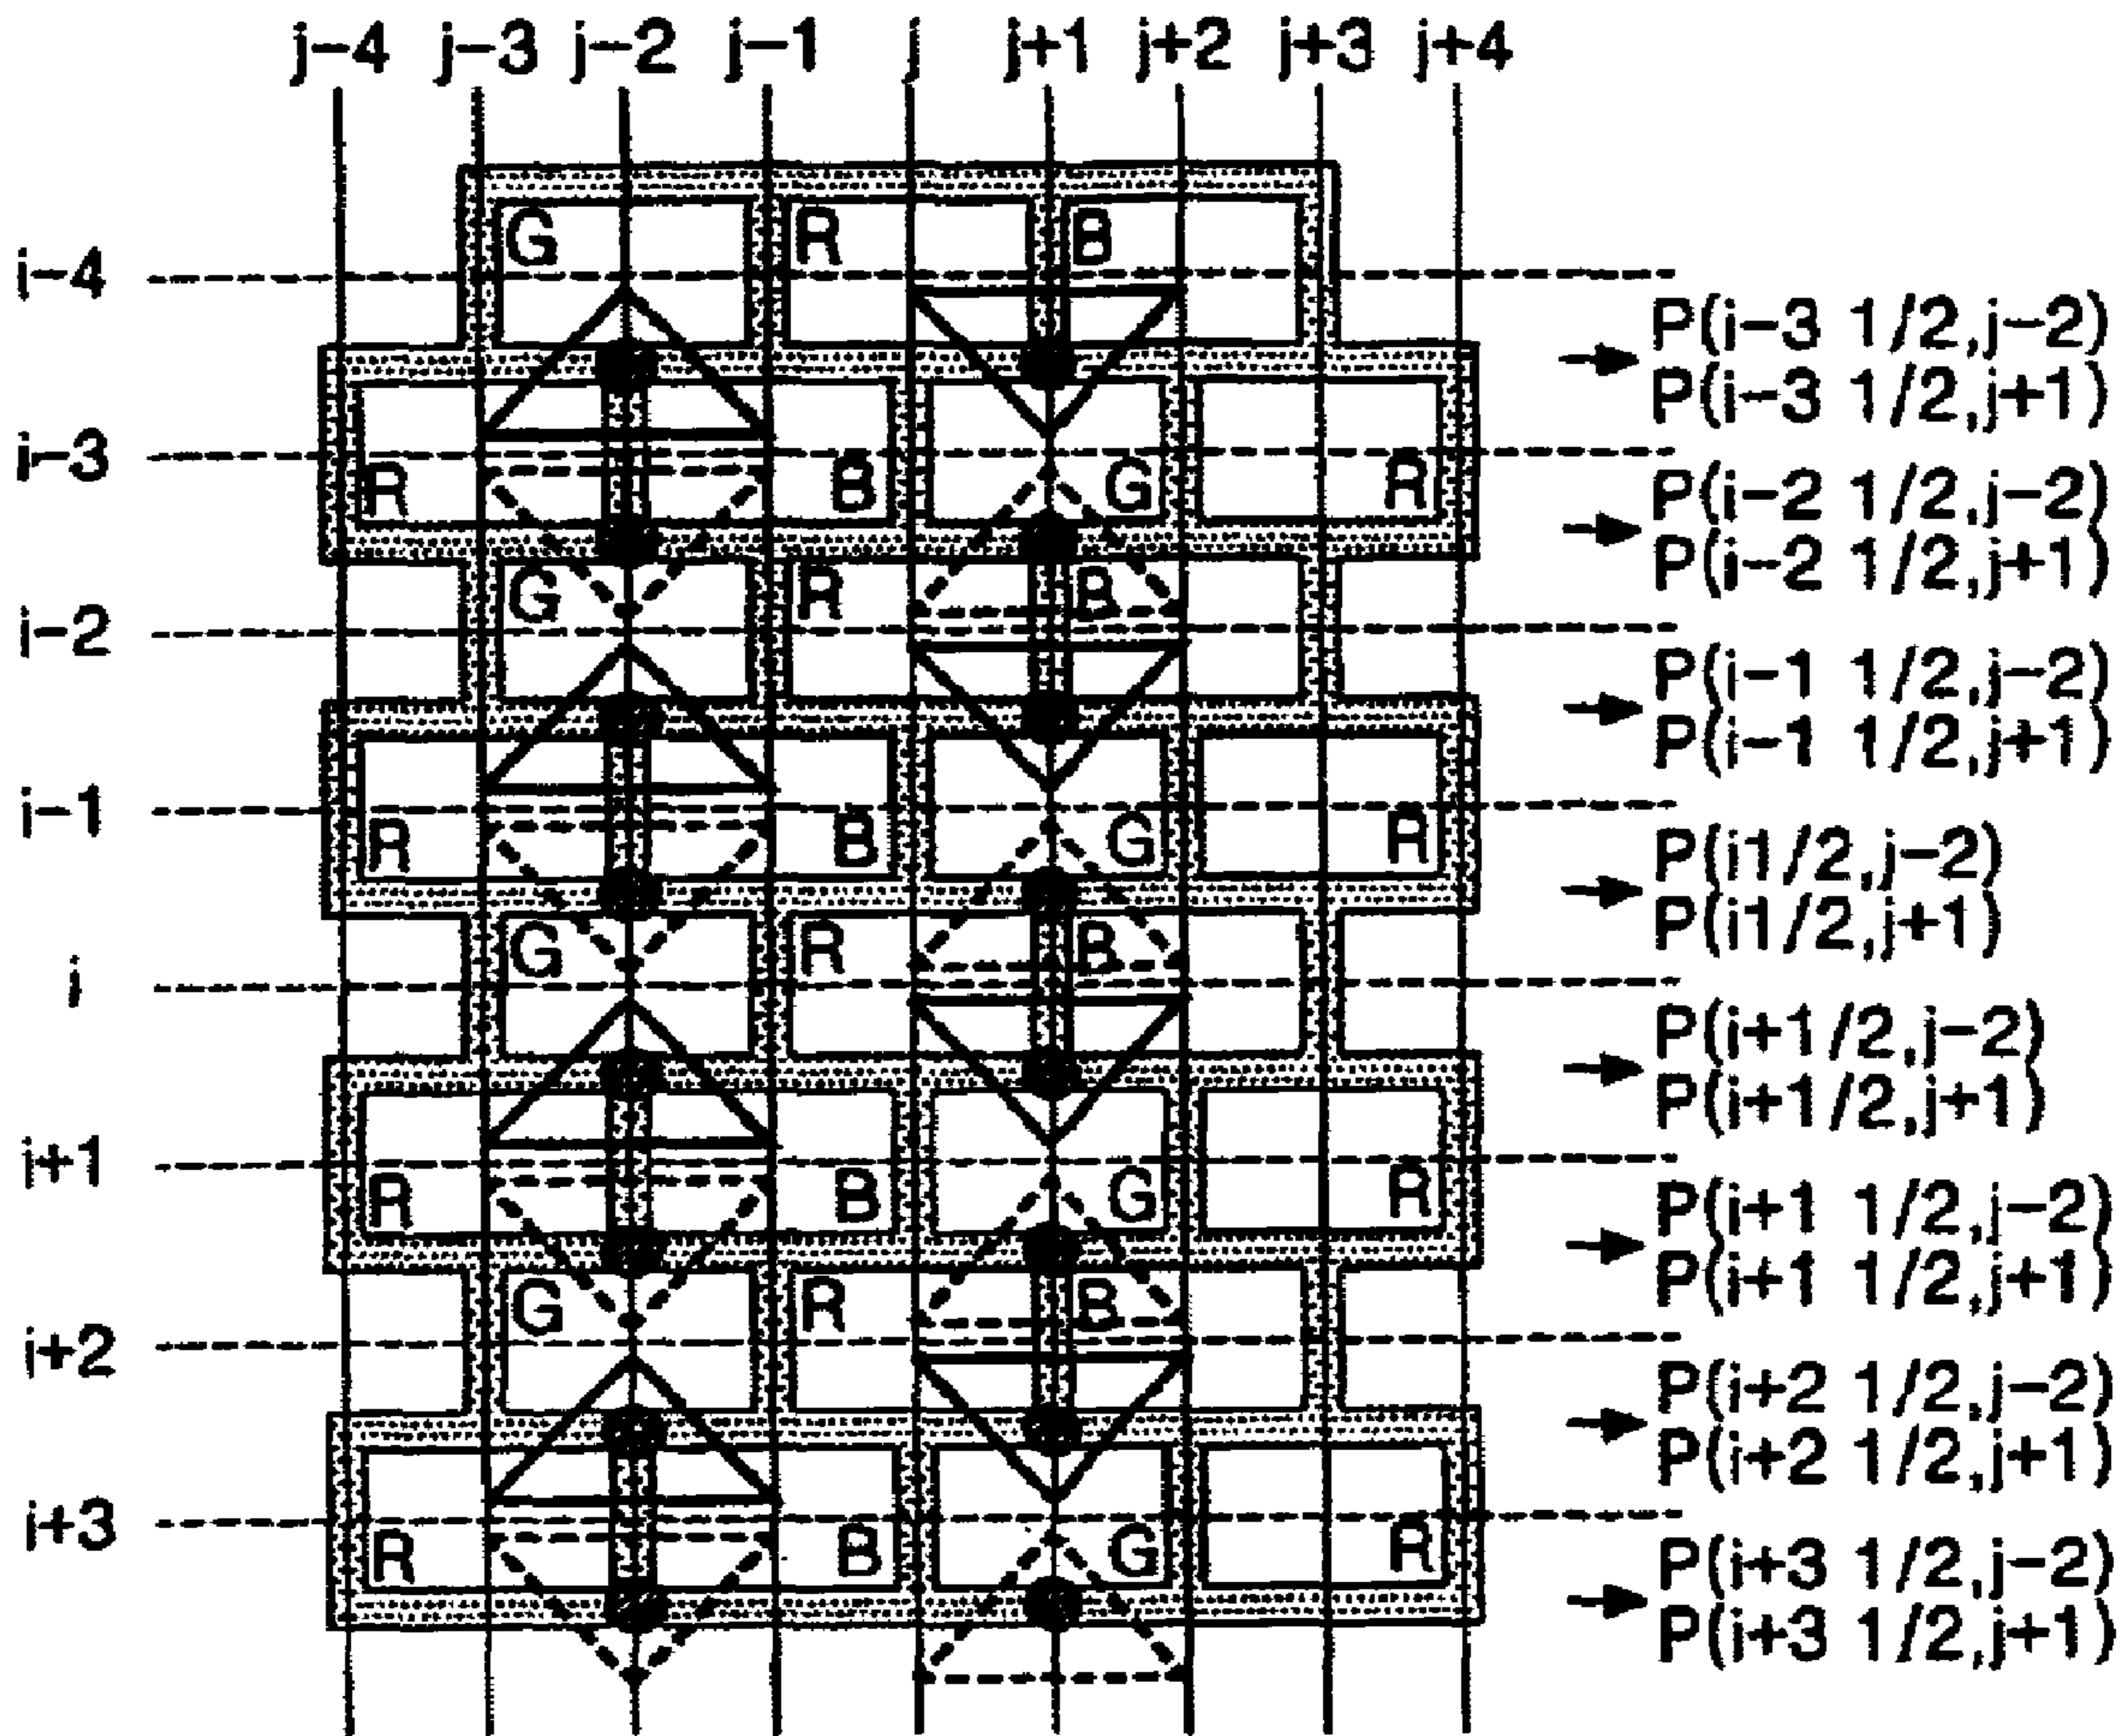 j-4 j-3 j-2 j-1 j j+1 j+2 j+3 j+4
G R B
i-4
P(i-3 1/2,j-2)
P(i-3 1/2,j+1)
i-3
R B G R
P(i-2 1/2,j-2)
P(i-2 1/2,j+1)
G R B
i-2
P(i-1 1/2,j-2)
P(i-1 1/2,j+1)
i-1
R B G R
P(i1/2,j-2)
P(i1/2,j+1)
G R B
i
P(i+1/2,j-2)
P(i+1/2,j+1)
i+1
R B G R
P(i+1 1/2,j-2)
P(i+1 1/2,j+1)
G R B
i+2
P(i+2 1/2,j-2)
P(i+2 1/2,j+1)
i+3
R B G R
P(i+3 1/2,j-2)
P(i+3 1/2,j+1)